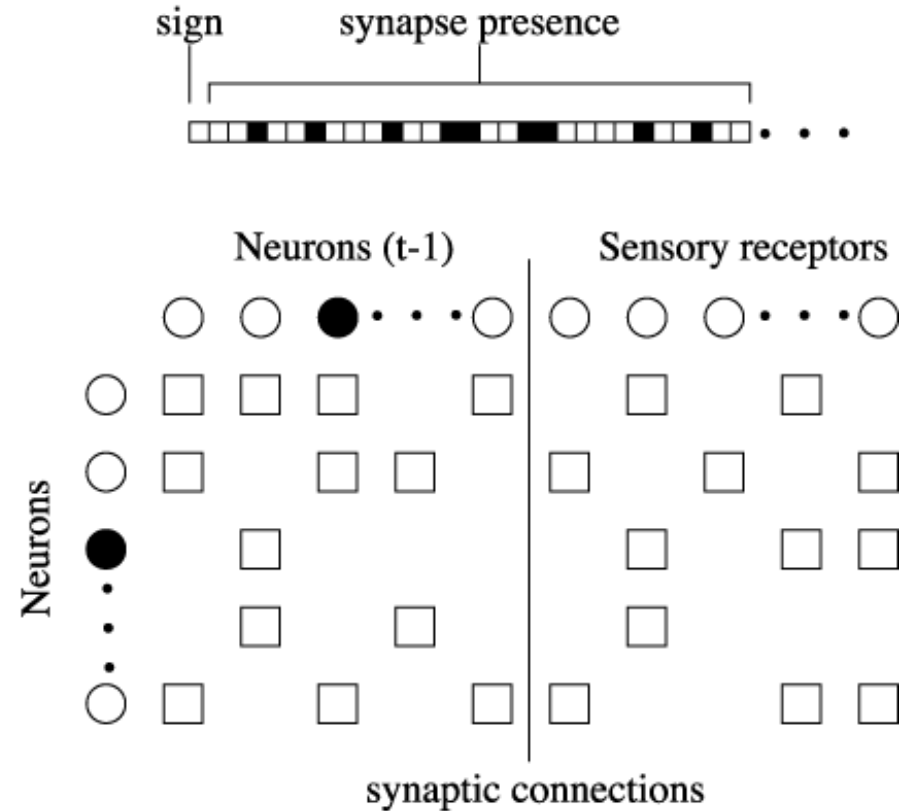 sign
synapse presence
Neurons (t-1)
Sensory receptors
Neurons
synaptic connections